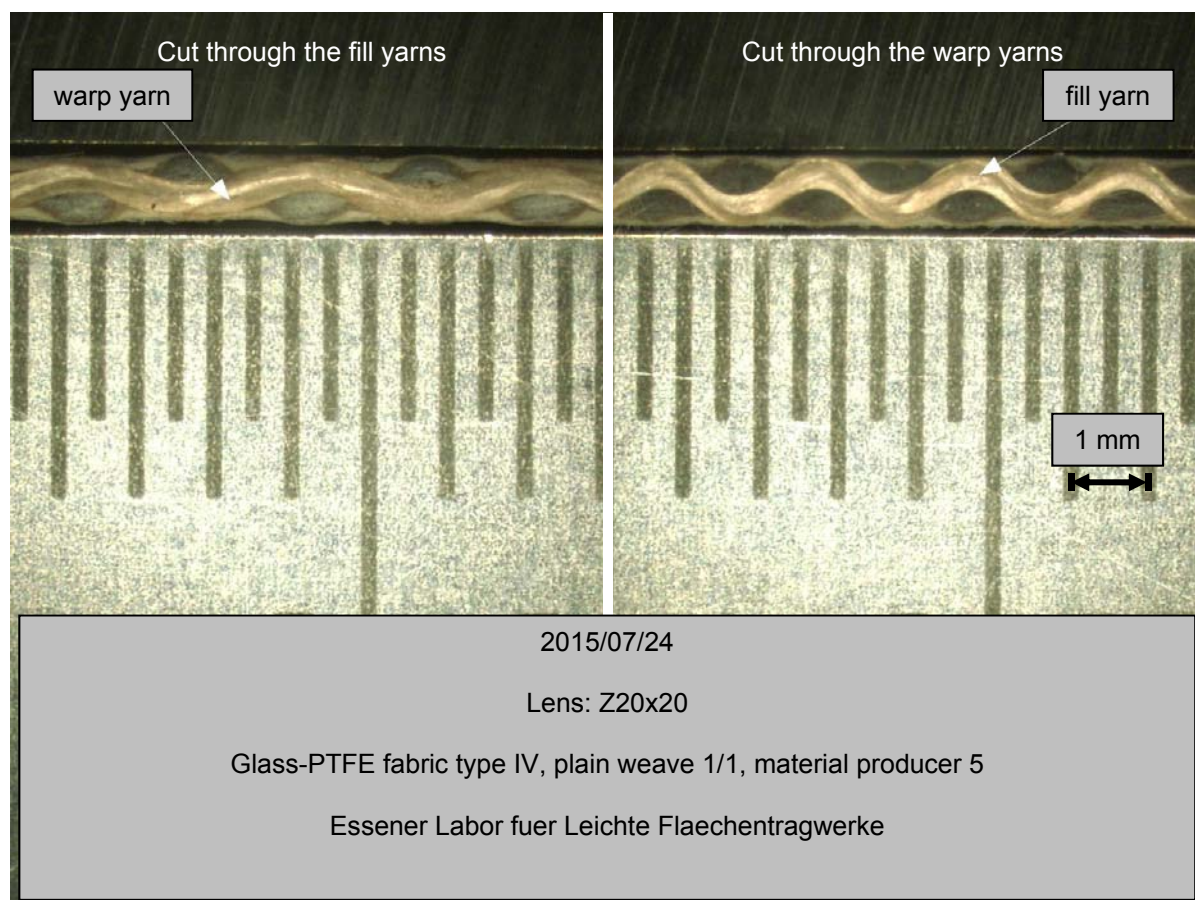 Cut through the fill yarns
warp yarn
Cut through the warp yarns
fill yarn
1 mm
2015/07/24
Lens: Z20x20
Glass-PTFE fabric type IV, plain weave 1/1, material producer 5
Essener Labor fuer Leichte Flaechentragwerke